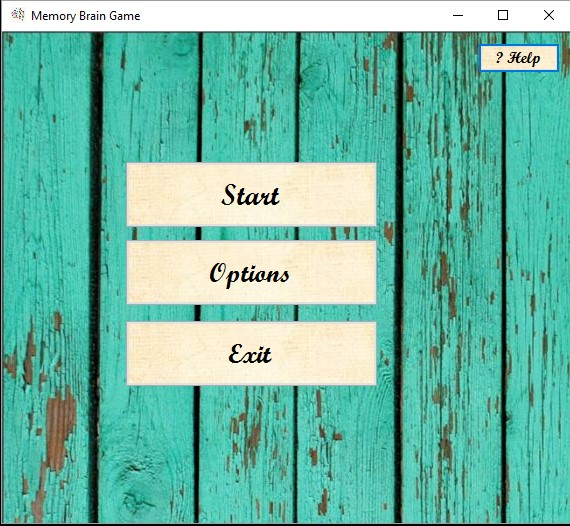 Memory Brain Game
? Help
Start
Options
Exit